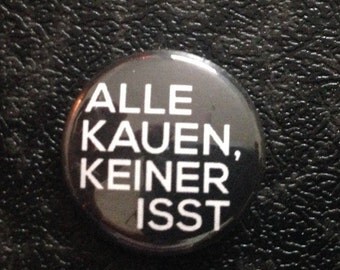 ALLE
KAUEN,
KEINER
ISST